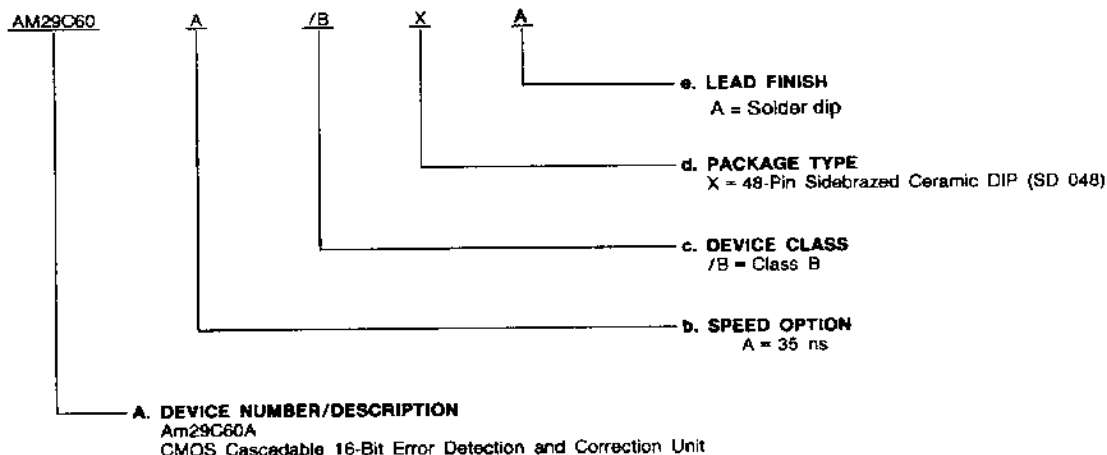 AM29C60 A /B X A
e. LEAD FINISH
A = Solder dip
d. PACKAGE TYPE
X = 48-Pin Sidebrazed Ceramic DIP (SD 048)
c. DEVICE CLASS
/B = Class B
b. SPEED OPTION
A = 35 ns
A. DEVICE NUMBER/DESCRIPTION
Am29C60A
CMOS Cascadable 16-Bit Error Detection and Correction Unit